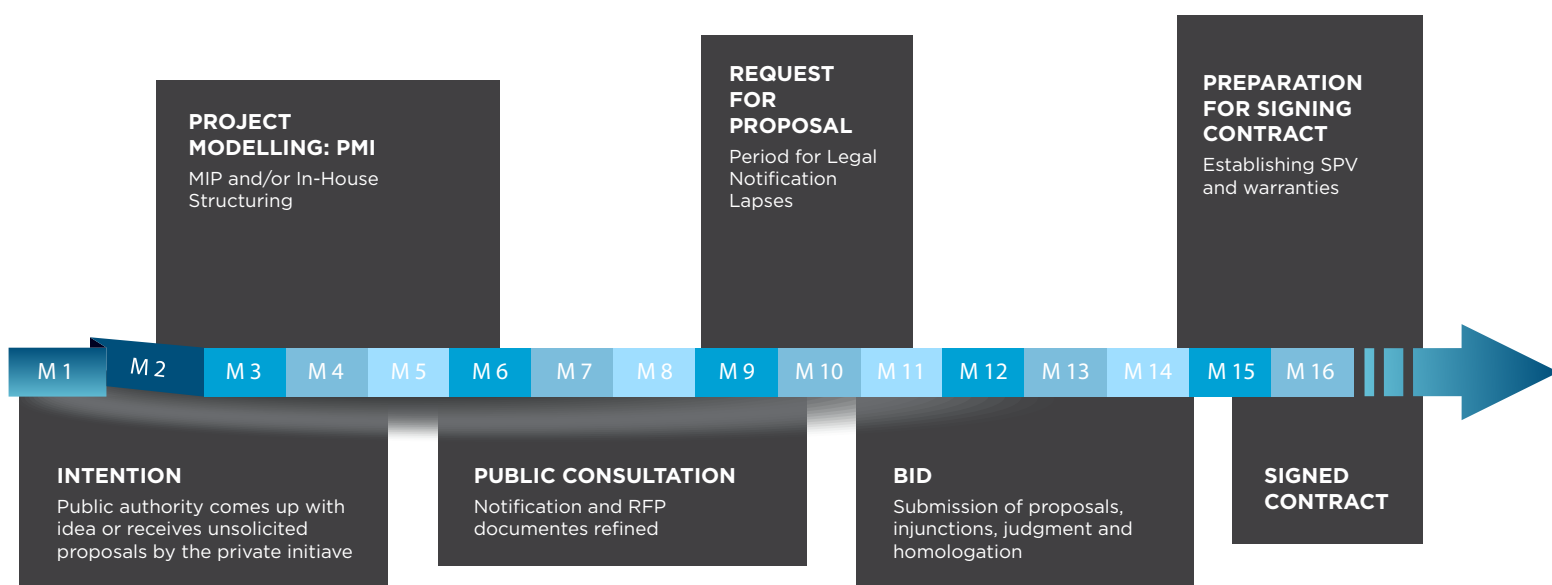 PROJECT
MODELLING: PMI
MIP and/or In-House
Structuring
REQUEST
FOR
PROPOSAL
Period for Legal
Notification
Lapses
PREPARATION
FOR SIGNING
CONTRACT
Establishing SPV
and warranties
M 1 M 2 M 3 M 4 M 5 M 6 M 7 M 8 M 9 M 10 M 11 M 12 M 13 M 14 M 15 M 16
INTENTION
Public authority comes up with
idea or receives unsolicited
proposals by the private initiave
PUBLIC CONSULTATION
Notification and RFP
documentes refined
BID
Submission of proposals,
injunctions, judgment and
homologation
SIGNED
CONTRACT